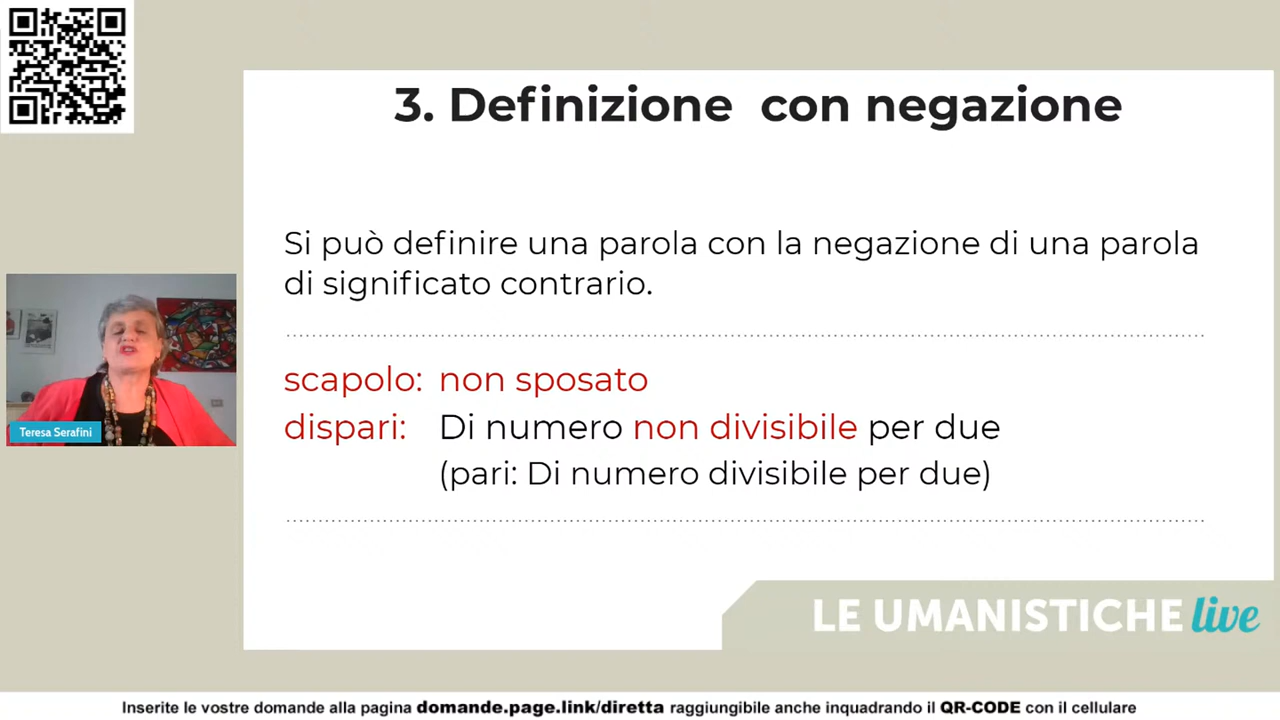 3. Definizione con negazione
Si può definire una parola con la negazione di una parola
di significato contrario.
scapolo: non sposato
dispari: Di numero non divisibile per due
(pari: Di numero divisibile per due)
Teresa Serafini
LE UMANISTICHE live
Inserite le vostre domande alla pagina domande.page.link/diretta raggiungibile anche inquadrando il QR-CODE con il cellulare